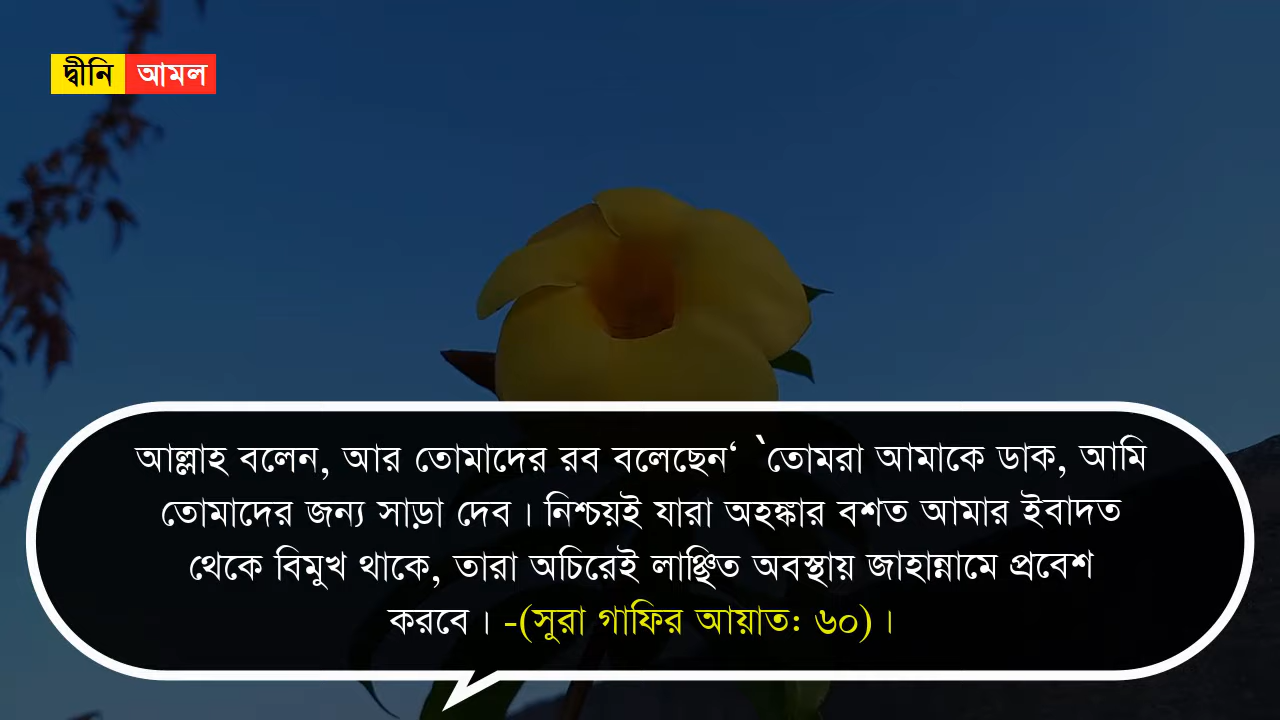 দ্বীনি আমল
আল্লাহ বলেন, আর তোমাদের রব বলেছেন‘ `তোমরা আমাকে ডাক, আমি
তোমাদের জন্য সাড়া দেব। নিশ্চয়ই যারা অহঙ্কার বশত আমার ইবাদত
থেকে বিমুখ থাকে, তারা অচিরেই লাঞ্ছিত অবস্থায় জাহান্নামে প্রবেশ
করবে। -(সুরা গাফির আয়াত: ৬০)।